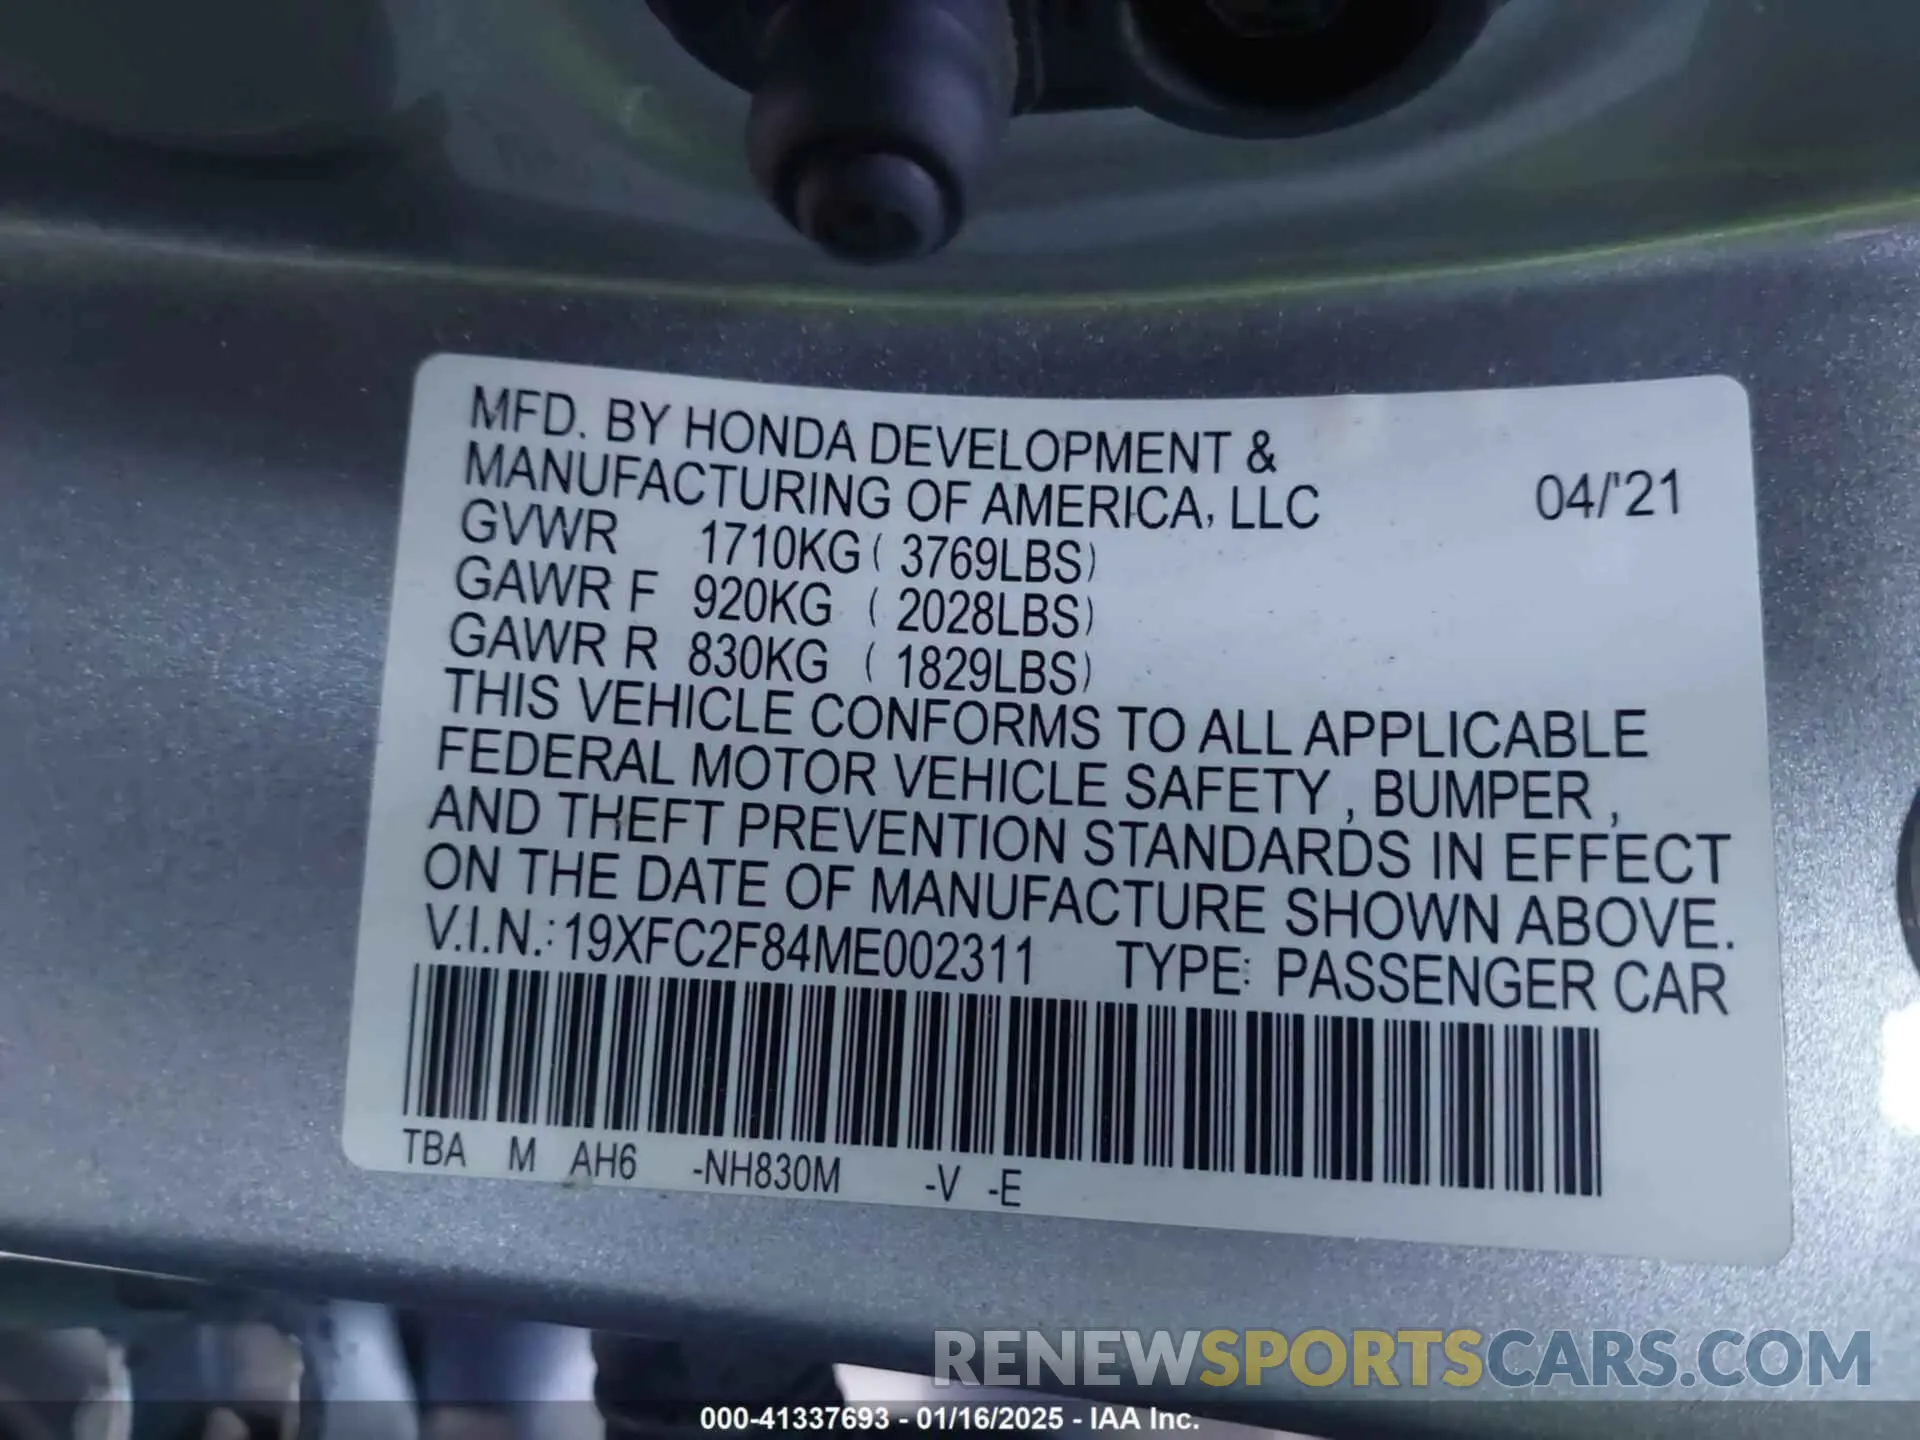 MFD. BY HONDA DEVELOPMENT &
MANUFACTURING OF AMERICA, LLC 04/'21
GVWR 1710KG ( 3769LBS)
GAWR F 920KG ( 2028LBS)
GAWR R 830KG ( 1829LBS)
THIS VEHICLE CONFORMS TO ALL APPLICABLE
FEDERAL MOTOR VEHICLE SAFETY , BUMPER ,
AND THEFT PREVENTION STANDARDS IN EFFECT
ON THE DATE OF MANUFACTURE SHOWN ABOVE.
V.I.N.: 19XFC2F84ME002311 TYPE: PASSENGER CAR
TBA M AH6 -NH830M -V -E
RENEWSPORTSCARS.COM
000-41337693 - 01/16/2025 - IAA Inc.